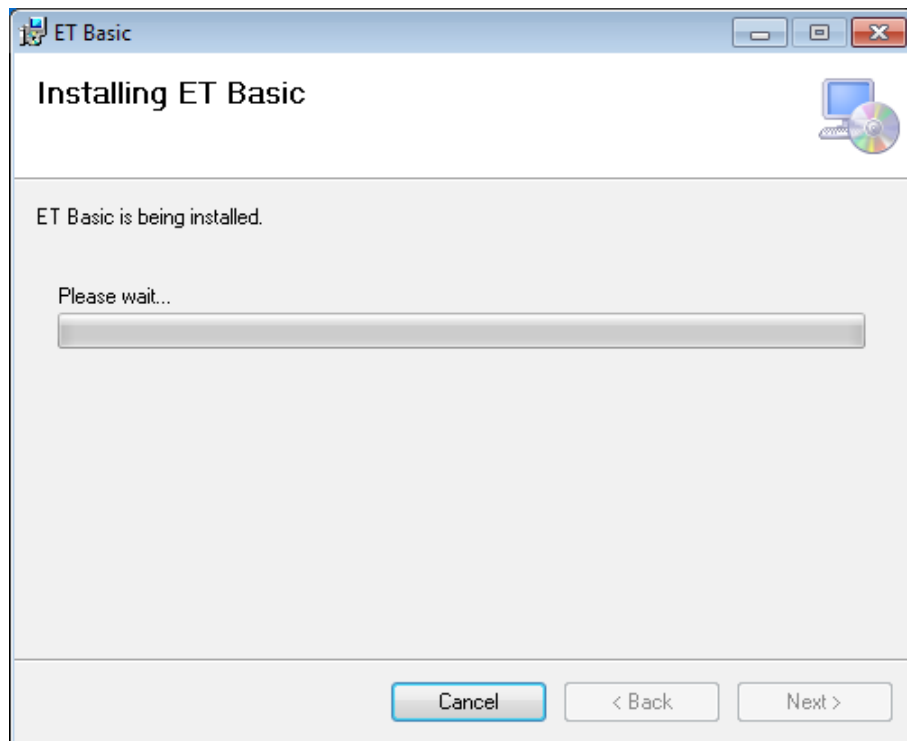 ET Basic
Installing ET Basic
ET Basic is being installed.
Please wait...
Cancel
< Back
Next >